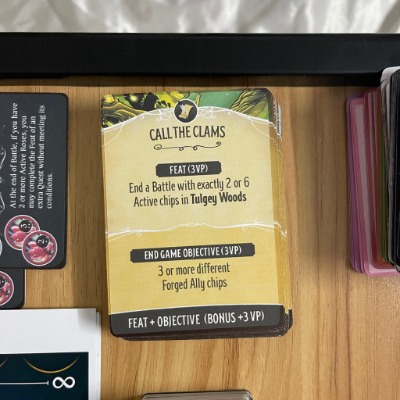 At the end of Battle, if you have
2 or more Active Roses, you
may complete the Feat of an
extra Quest without meeting its
conditions.
CALL THE CLAMS
FEAT (3VP)
End a Battle with exactly 2 or 6
Active chips in Tulgey Woods
END GAME OBJECTIVE (3VP)
3 or more different
Forged Ally chips
FEAT + OBJECTIVE (BONUS +3 VP)